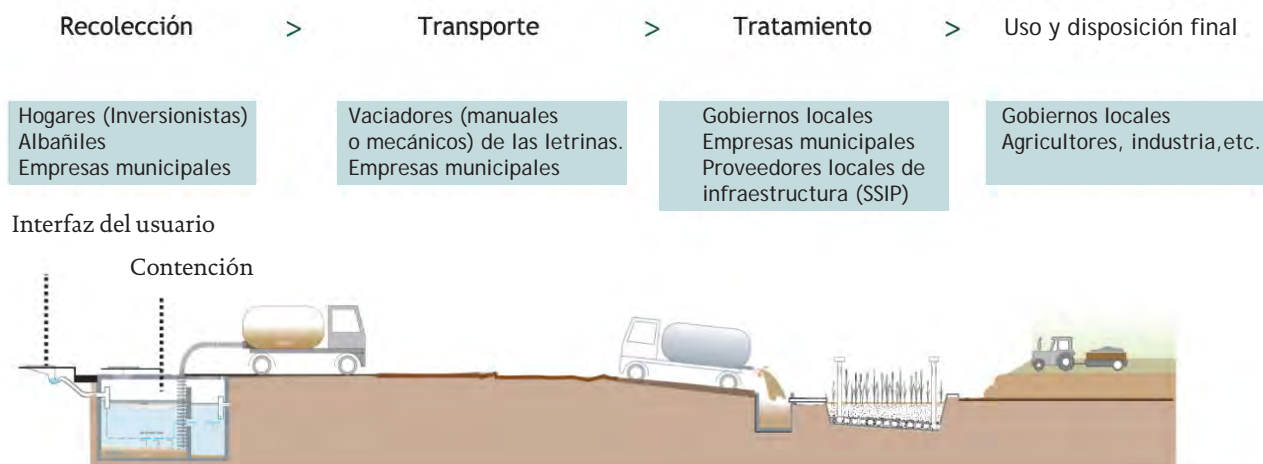 Recolección > Transporte > Tratamiento > Uso y disposición final
Hogares (Inversionistas)
Albañiles
Empresas municipales
Vaciadores (manuales
o mecánicos) de las letrinas.
Empresas municipales
Gobiernos locales
Empresas municipales
Proveedores locales de
infraestructura (SSIP)
Gobiernos locales
Agricultores, industria,etc.
Interfaz del usuario
Contención